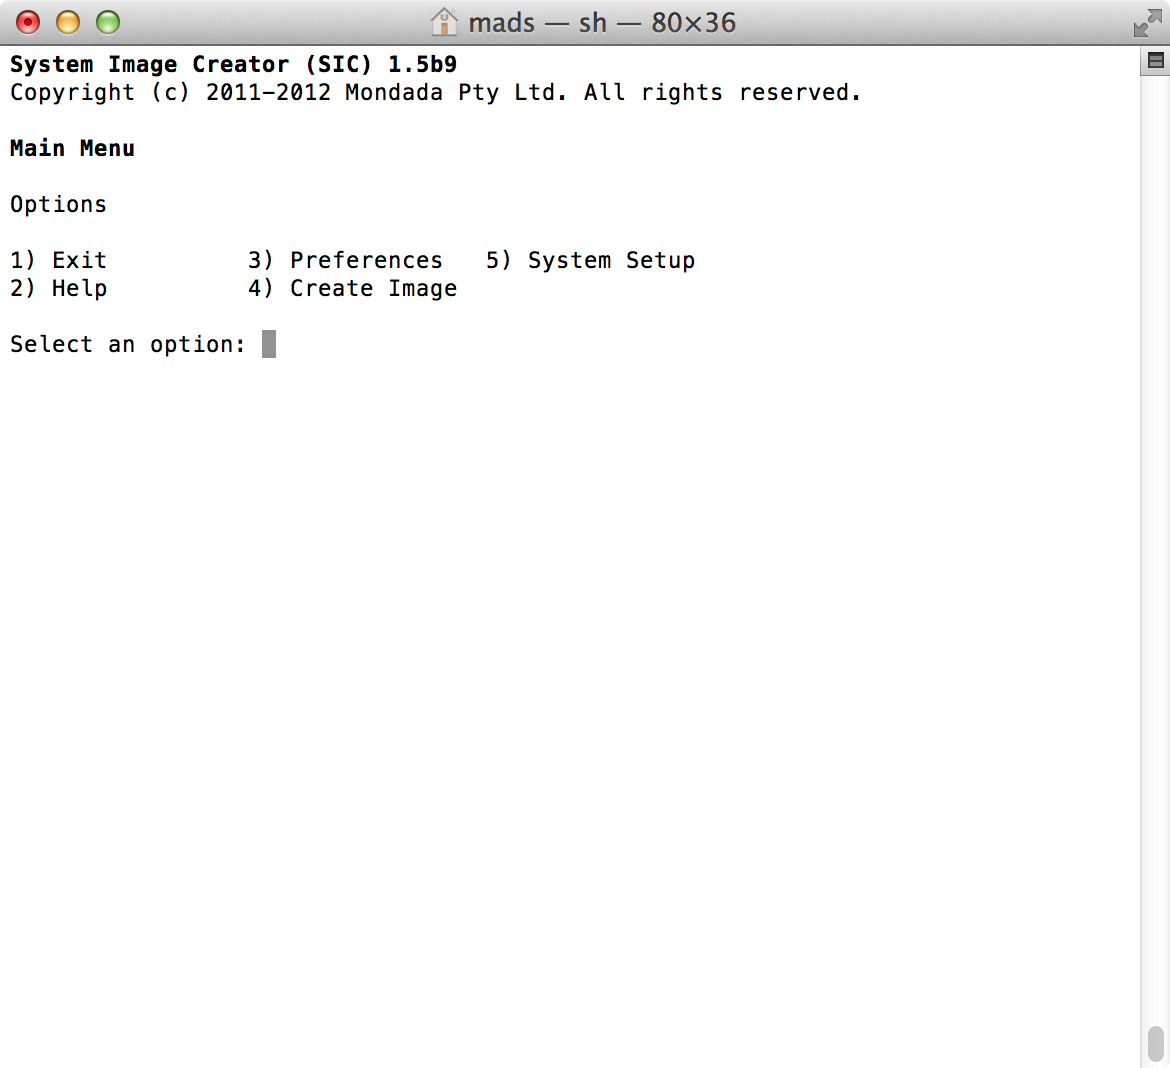 mads — sh — 80×36
System Image Creator (SIC) 1.5b9
Copyright (c) 2011-2012 Mondada Pty Ltd. All rights reserved.
Main Menu
Options
1) Exit 3) Preferences 5) System Setup
2) Help 4) Create Image
Select an option: